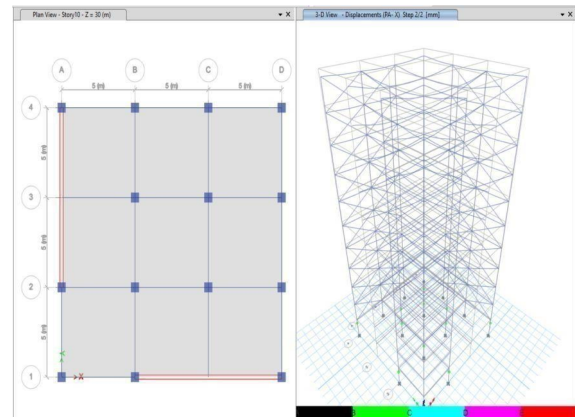 Plan View - Story10 - Z = 30 (m)
3-D View - Displacements (PA- X) Step 2/2 [mm]
A B C D
5 (m) 5 (m) 5 (m)
4
5 (m)
3
5 (m)
2
5 (m)
1
X